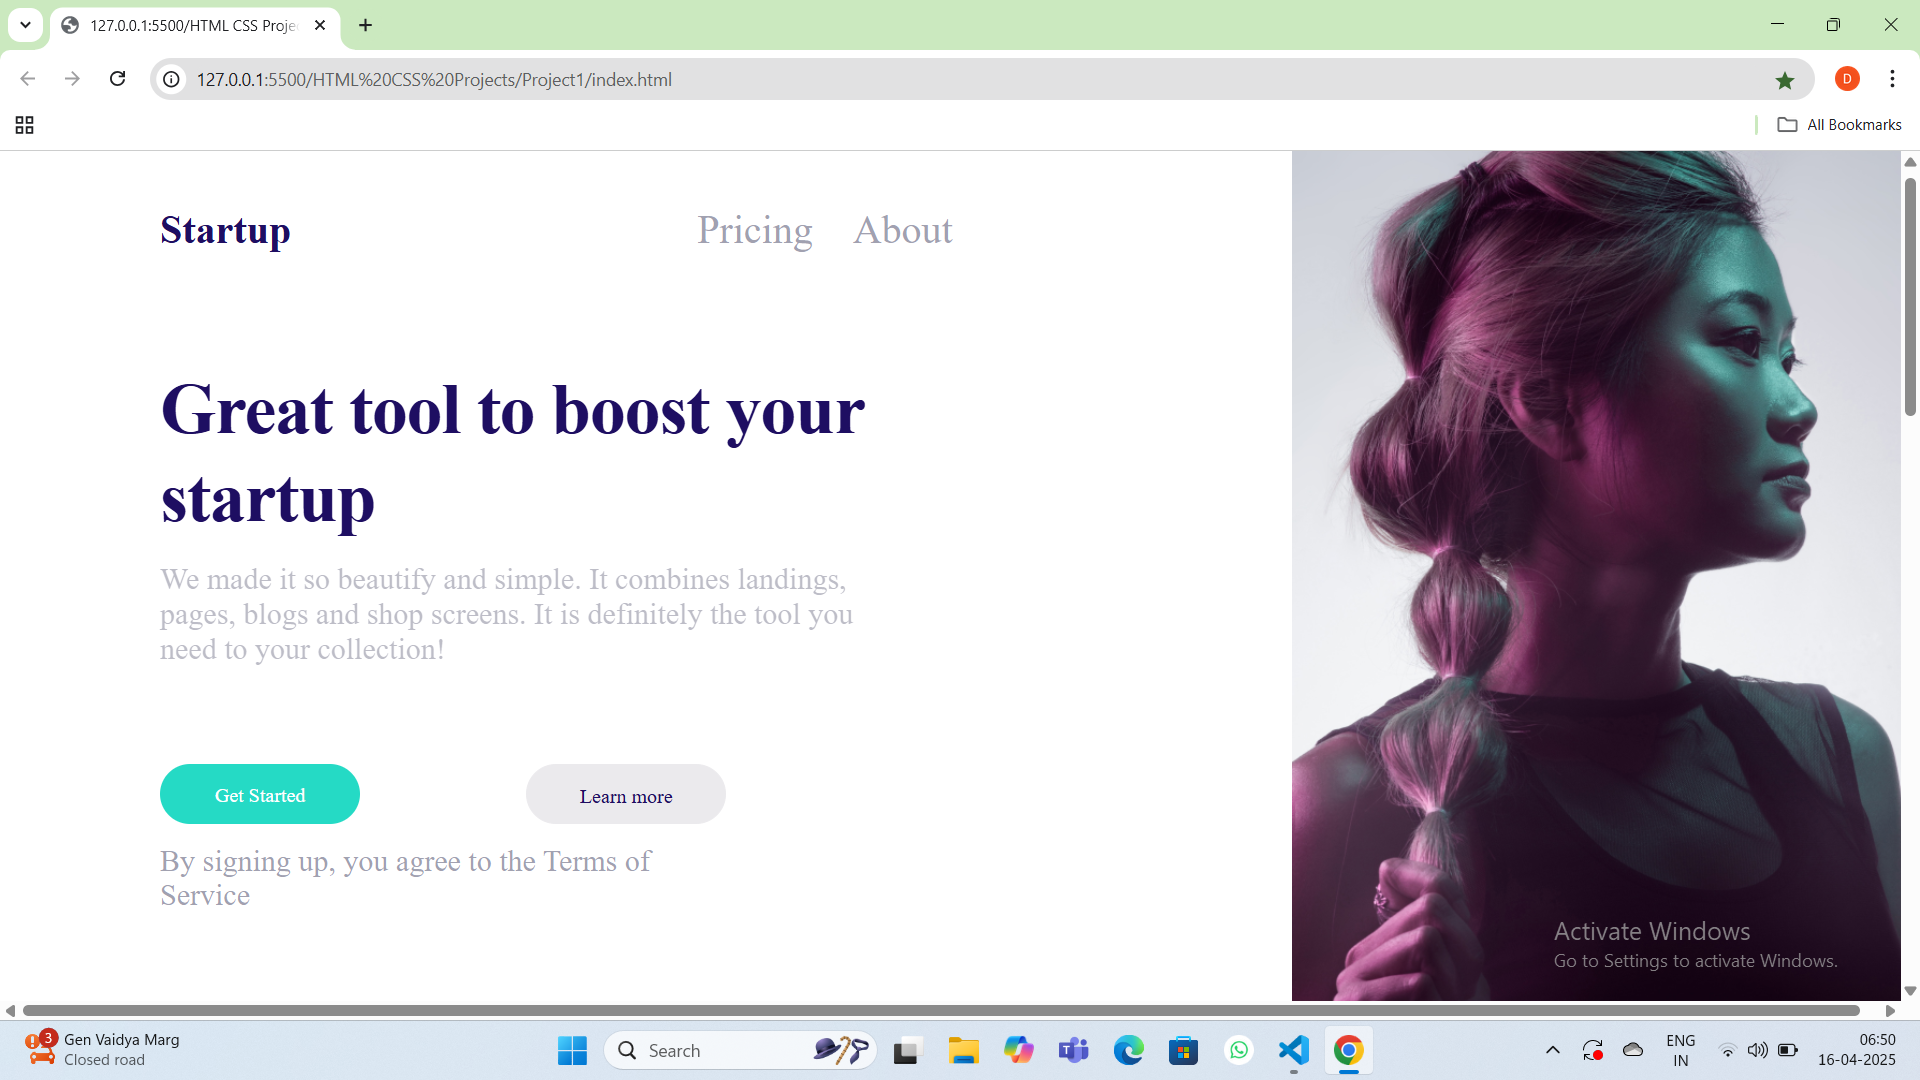 127.0.0.1:5500/HTML CSS Proje
127.0.0.1:5500/HTML%20CSS%20Projects/Project1/index.html
D
All Bookmarks
Startup
Pricing
About
Great tool to boost your
startup
We made it so beautify and simple. It combines landings,
pages, blogs and shop screens. It is definitely the tool you
need to your collection!
Get Started
Learn more
By signing up, you agree to the Terms of
Service
Activate Windows
Go to Settings to activate Windows.
3
Gen Vaidya Marg
Closed road
Search
ENG
IN
06:50
16-04-2025